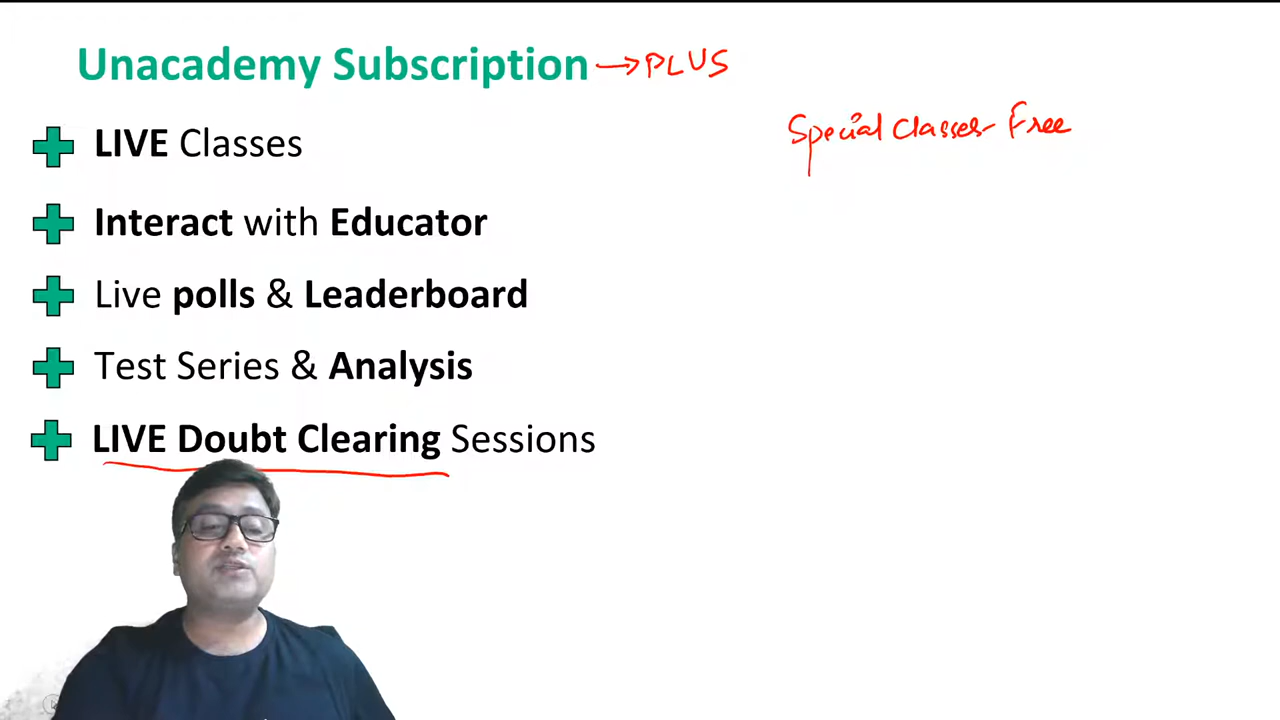 Unacademy Subscription → PLUS
Special Classes - Free
LIVE Classes
Interact with Educator
Live polls & Leaderboard
Test Series & Analysis
LIVE Doubt Clearing Sessions